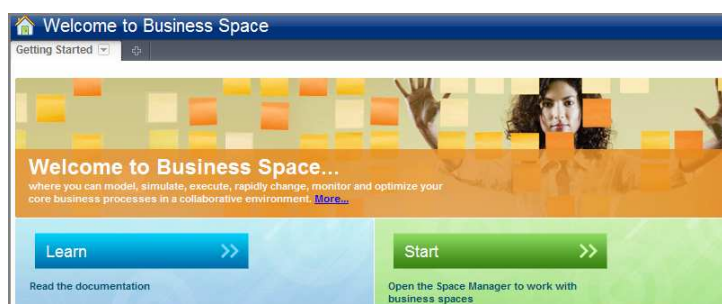 Welcome to Business Space
Getting Started
Welcome to Business Space...
where you can model, simulate, execute, rapidly change, monitor and optimize your
core business processes in a collaborative environment. More...
Learn
Start
Read the documentation
Open the Space Manager to work with
business spaces